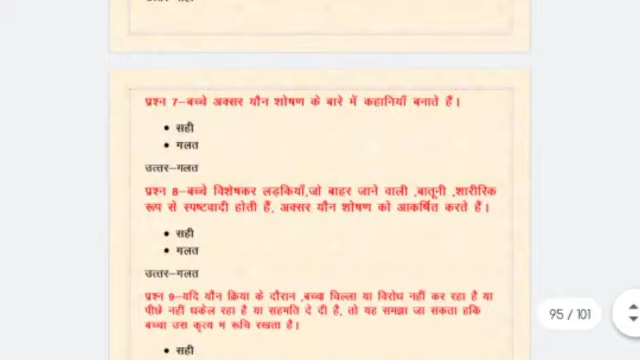 प्रश्न 7–बच्चे अक्सर यौन शोषण के बारे में कहानियाँ बनाते हैं।
• सही
• गलत
उत्तर–गलत
प्रश्न 8–बच्चे विशेषकर लड़कियाँ,जो बाहर जाने वाली ,बातूनी ,शारीरिक
रूप से स्पष्टवादी होती हैं, अक्सर यौन शोषण को आकर्षित करते हैं।
• सही
• गलत
उत्तर–गलत
प्रश्न 9–यदि यौन क्रिया के दौरान ,बच्चा चिल्ला या विरोध नहीं कर रहा है या
पीछे नहीं धकेल रहा है या सहमति दे दी है, तो यह समझा जा सकता हकि
बच्चा उस कृत्य म रूचि रखता है।
• सही
95 / 101